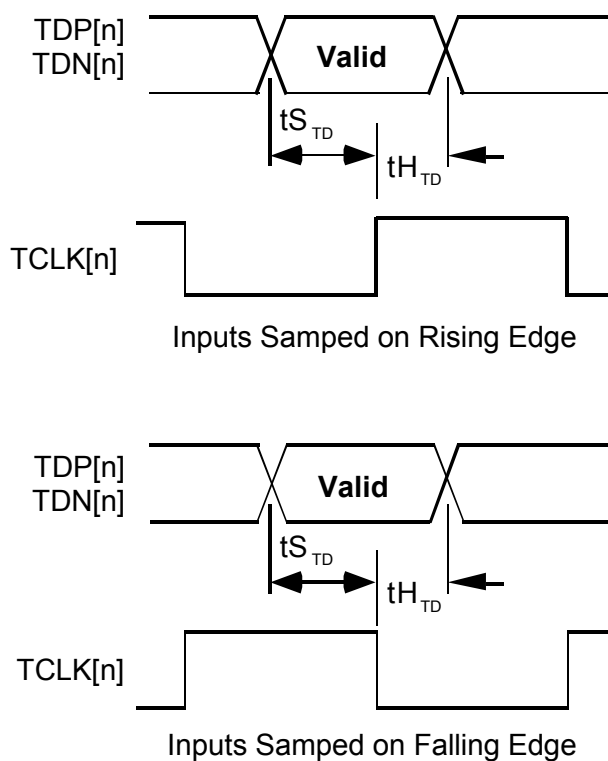 TDP[n]
TDN[n]
Valid
tS TD
tH TD
TCLK[n]
Inputs Samped on Rising Edge
TDP[n]
TDN[n]
Valid
tS TD
tH TD
TCLK[n]
Inputs Samped on Falling Edge